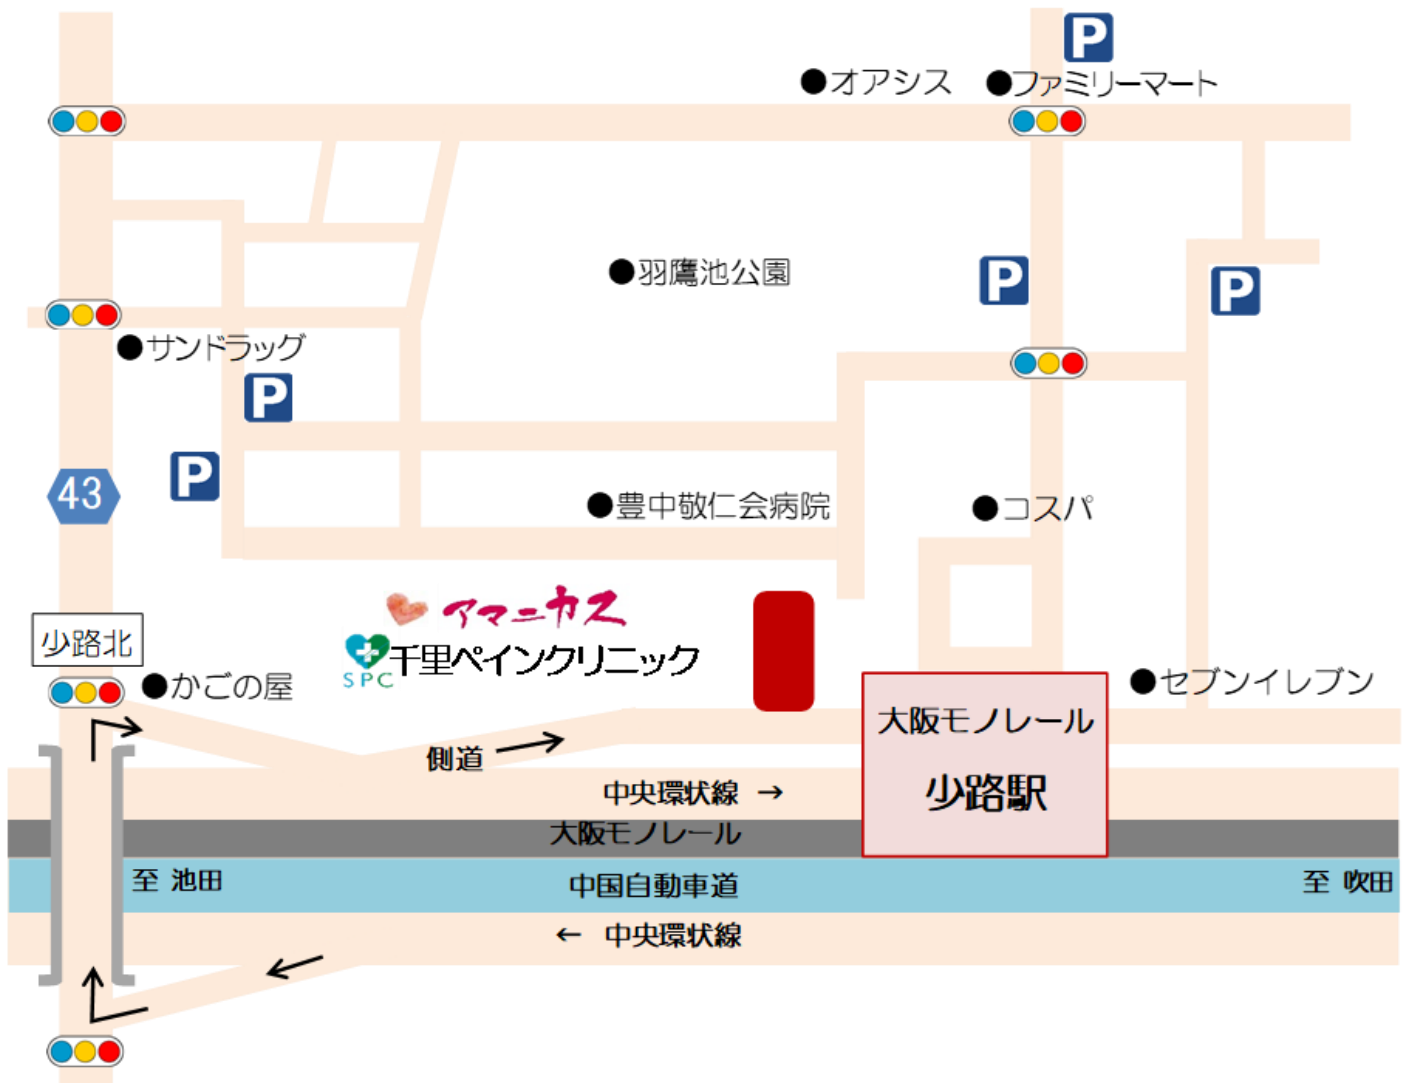 P
●オアシス
●ファミリーマート
●羽鷹池公園
P
P
●サンドラッグ
P
P
43
●豊中敬仁会病院
●コスパ
アマニカス
少路北
千里ペインクリニック
SPC
●かごの屋
●セブンイレブン
大阪モノレール
少路駅
側道
中央環状線 →
大阪モノレール
至 池田
中国自動車道
至 吹田
← 中央環状線